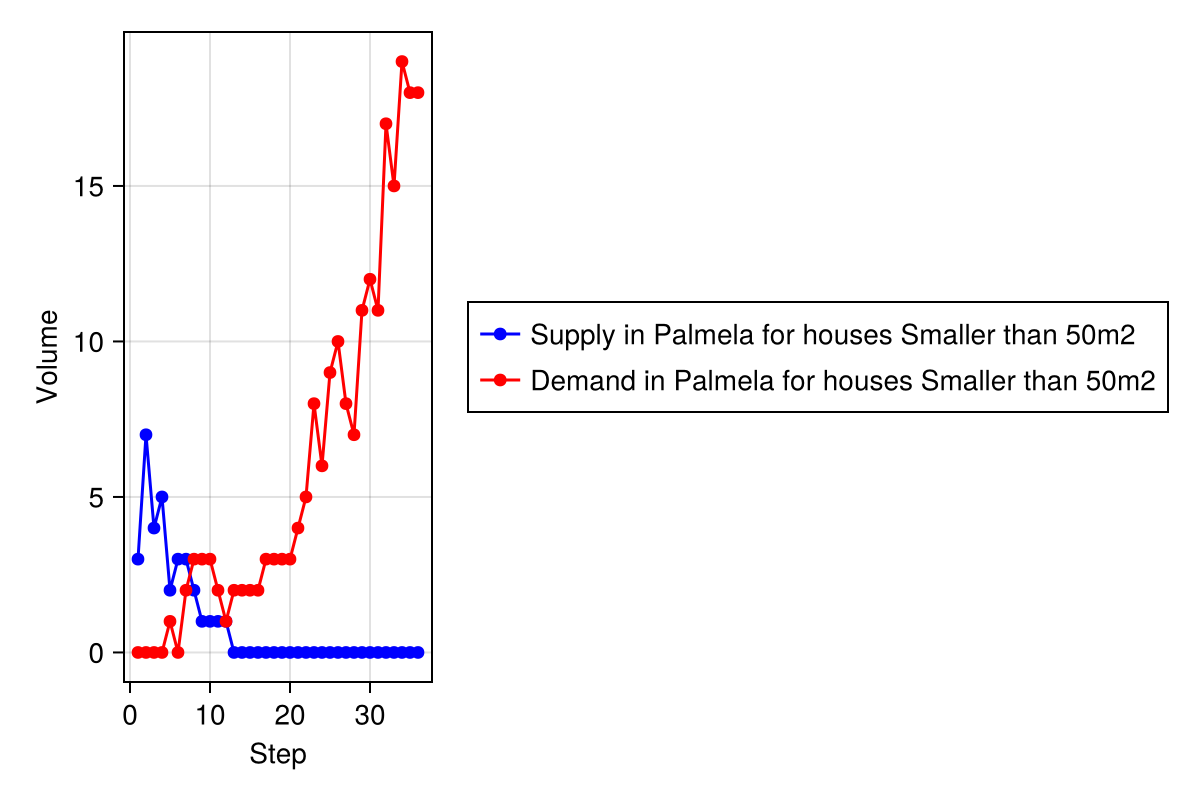 Volume
15
10
5
0
0 10 20 30
Step
Supply in Palmela for houses Smaller than 50m2
Demand in Palmela for houses Smaller than 50m2